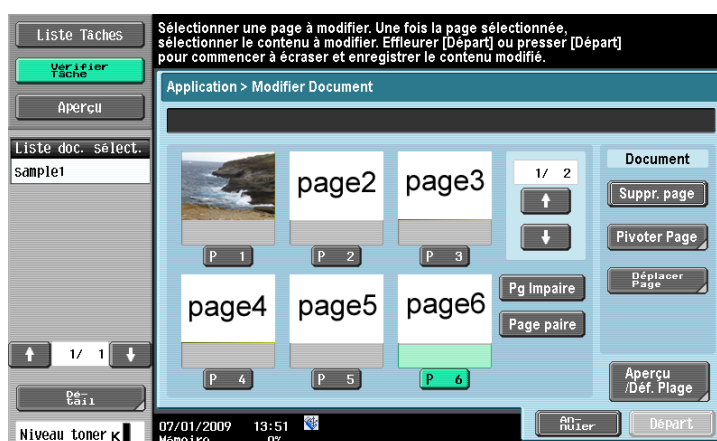 Liste Tâches
Vérifier
Tâche
Aperçu
Liste doc. sélect.
sample1
1/ 1
Dé-
tail
Niveau toner K
Sélectionner une page à modifier. Une fois la page sélectionnée,
sélectionner le contenu à modifier. Effleurer [Départ] ou presser [Départ]
pour commencer à écraser et enregistrer le contenu modifié.
Application > Modifier Document
page2
page3
P 1
P 2
P 3
page4
page5
page6
P 4
P 5
P 6
1/ 2
Pg Impaire
Page paire
Document
Suppr. page
Pivoter Page
Déplacer
Page
Aperçu
/Déf. Plage
07/01/2009 13:51
Mémoire 0%
An-
nuler
Départ